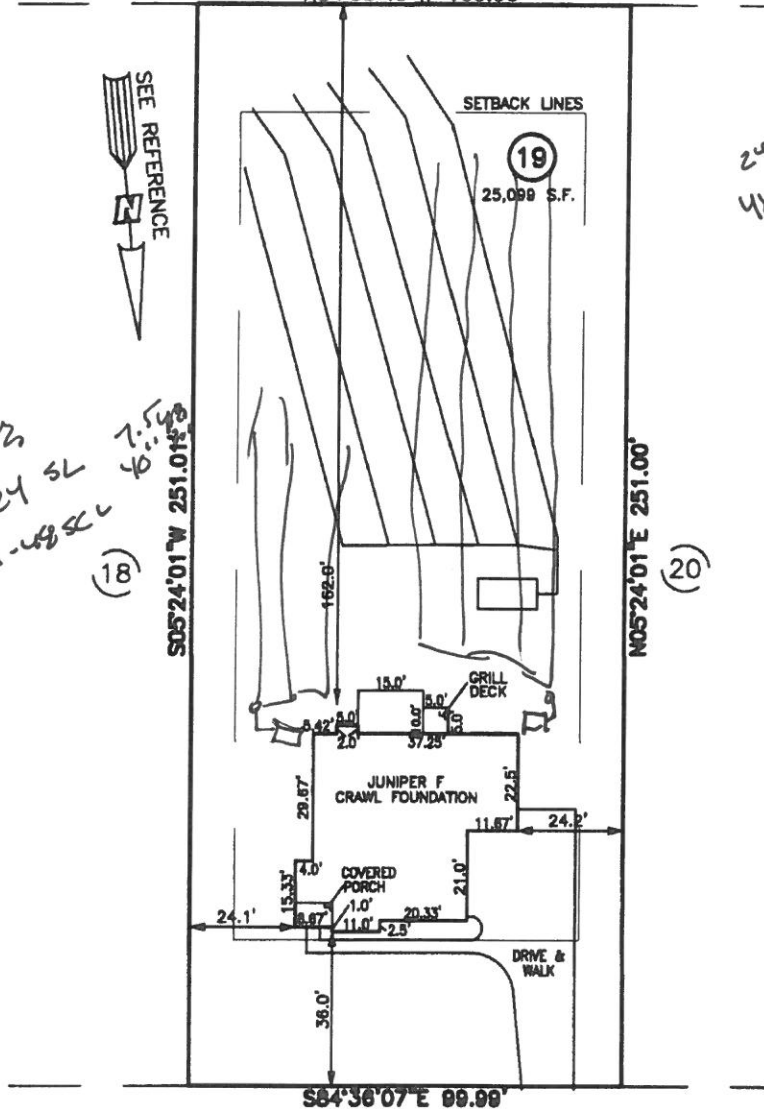 SETBACK LINES
19
25,099 S.F.
SEE REFERENCE
N
S05°24'01"W 251.01'
N05°24'01"E 251.00'
18
20
162.0'
15.0'
GRILL
DECK
5.0'
5.0'
5.42'
2.0'
37.25'
5.0'
JUNIPER F
CRAWL FOUNDATION
29.67'
22.5'
11.67'
24.2'
4.0'
COVERED
PORCH
21.0'
15.33'
1.0'
24.1'
6.67'
11.0'
20.33'
2.5'
DRIVE &
WALK
36.0'
S84°36'07"E 99.99'